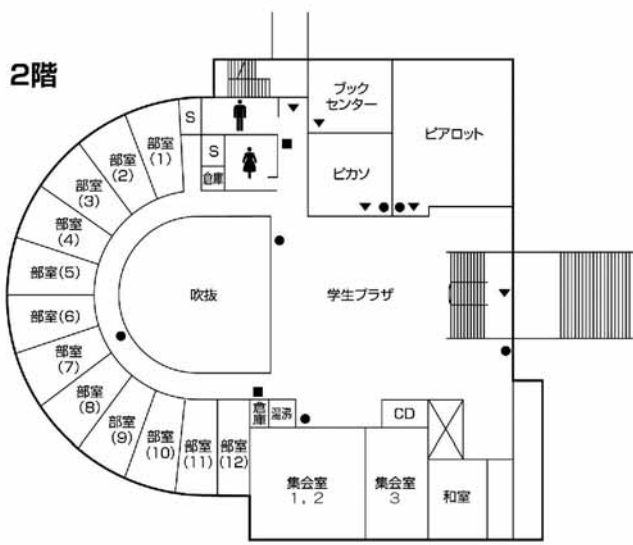 2階
ブック
センター
ピアロット
ピカソ
S
S
倉庫
部室
(1)
部室
(2)
部室
(3)
部室
(4)
部室(5)
部室(6)
部室
(7)
部室
(8)
部室
(9)
部室
(10)
部室
(11)
部室
(12)
吹抜
学生プラザ
倉庫
湯沸
CD
集会室
1, 2
集会室
3
和室